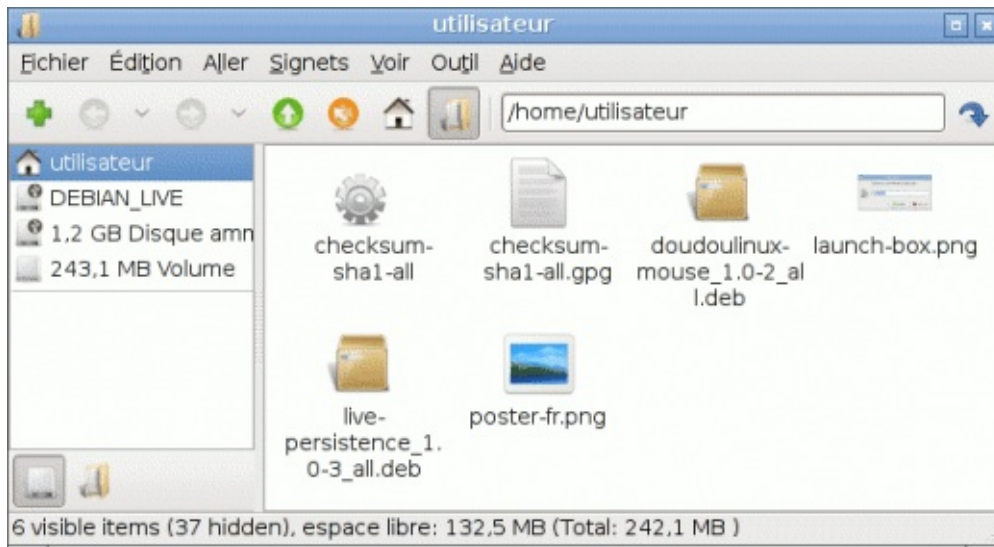 utilisateur
Fichier Édition Aller Signets Voir Outil Aide
/home/utilisateur
utilisateur
DEBIAN_LIVE
1,2 GB Disque amn
243,1 MB Volume
checksum-
sha1-all
checksum-
sha1-all.gpg
doudoulinux-
mouse_1.0-2_al
l.deb
launch-box.png
live-
persistence_1.
0-3_all.deb
poster-fr.png
6 visible items (37 hidden), espace libre: 132,5 MB (Total: 242,1 MB )